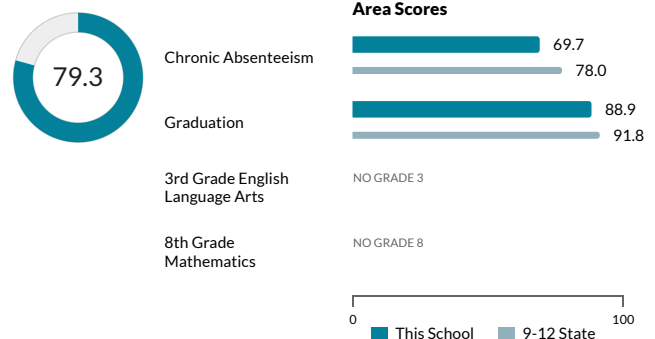 Area Scores
79.3
Chronic Absenteeism
69.7
78.0
Graduation
88.9
91.8
3rd Grade English
Language Arts
NO GRADE 3
8th Grade
Mathematics
NO GRADE 8
0
100
This School
9-12 State